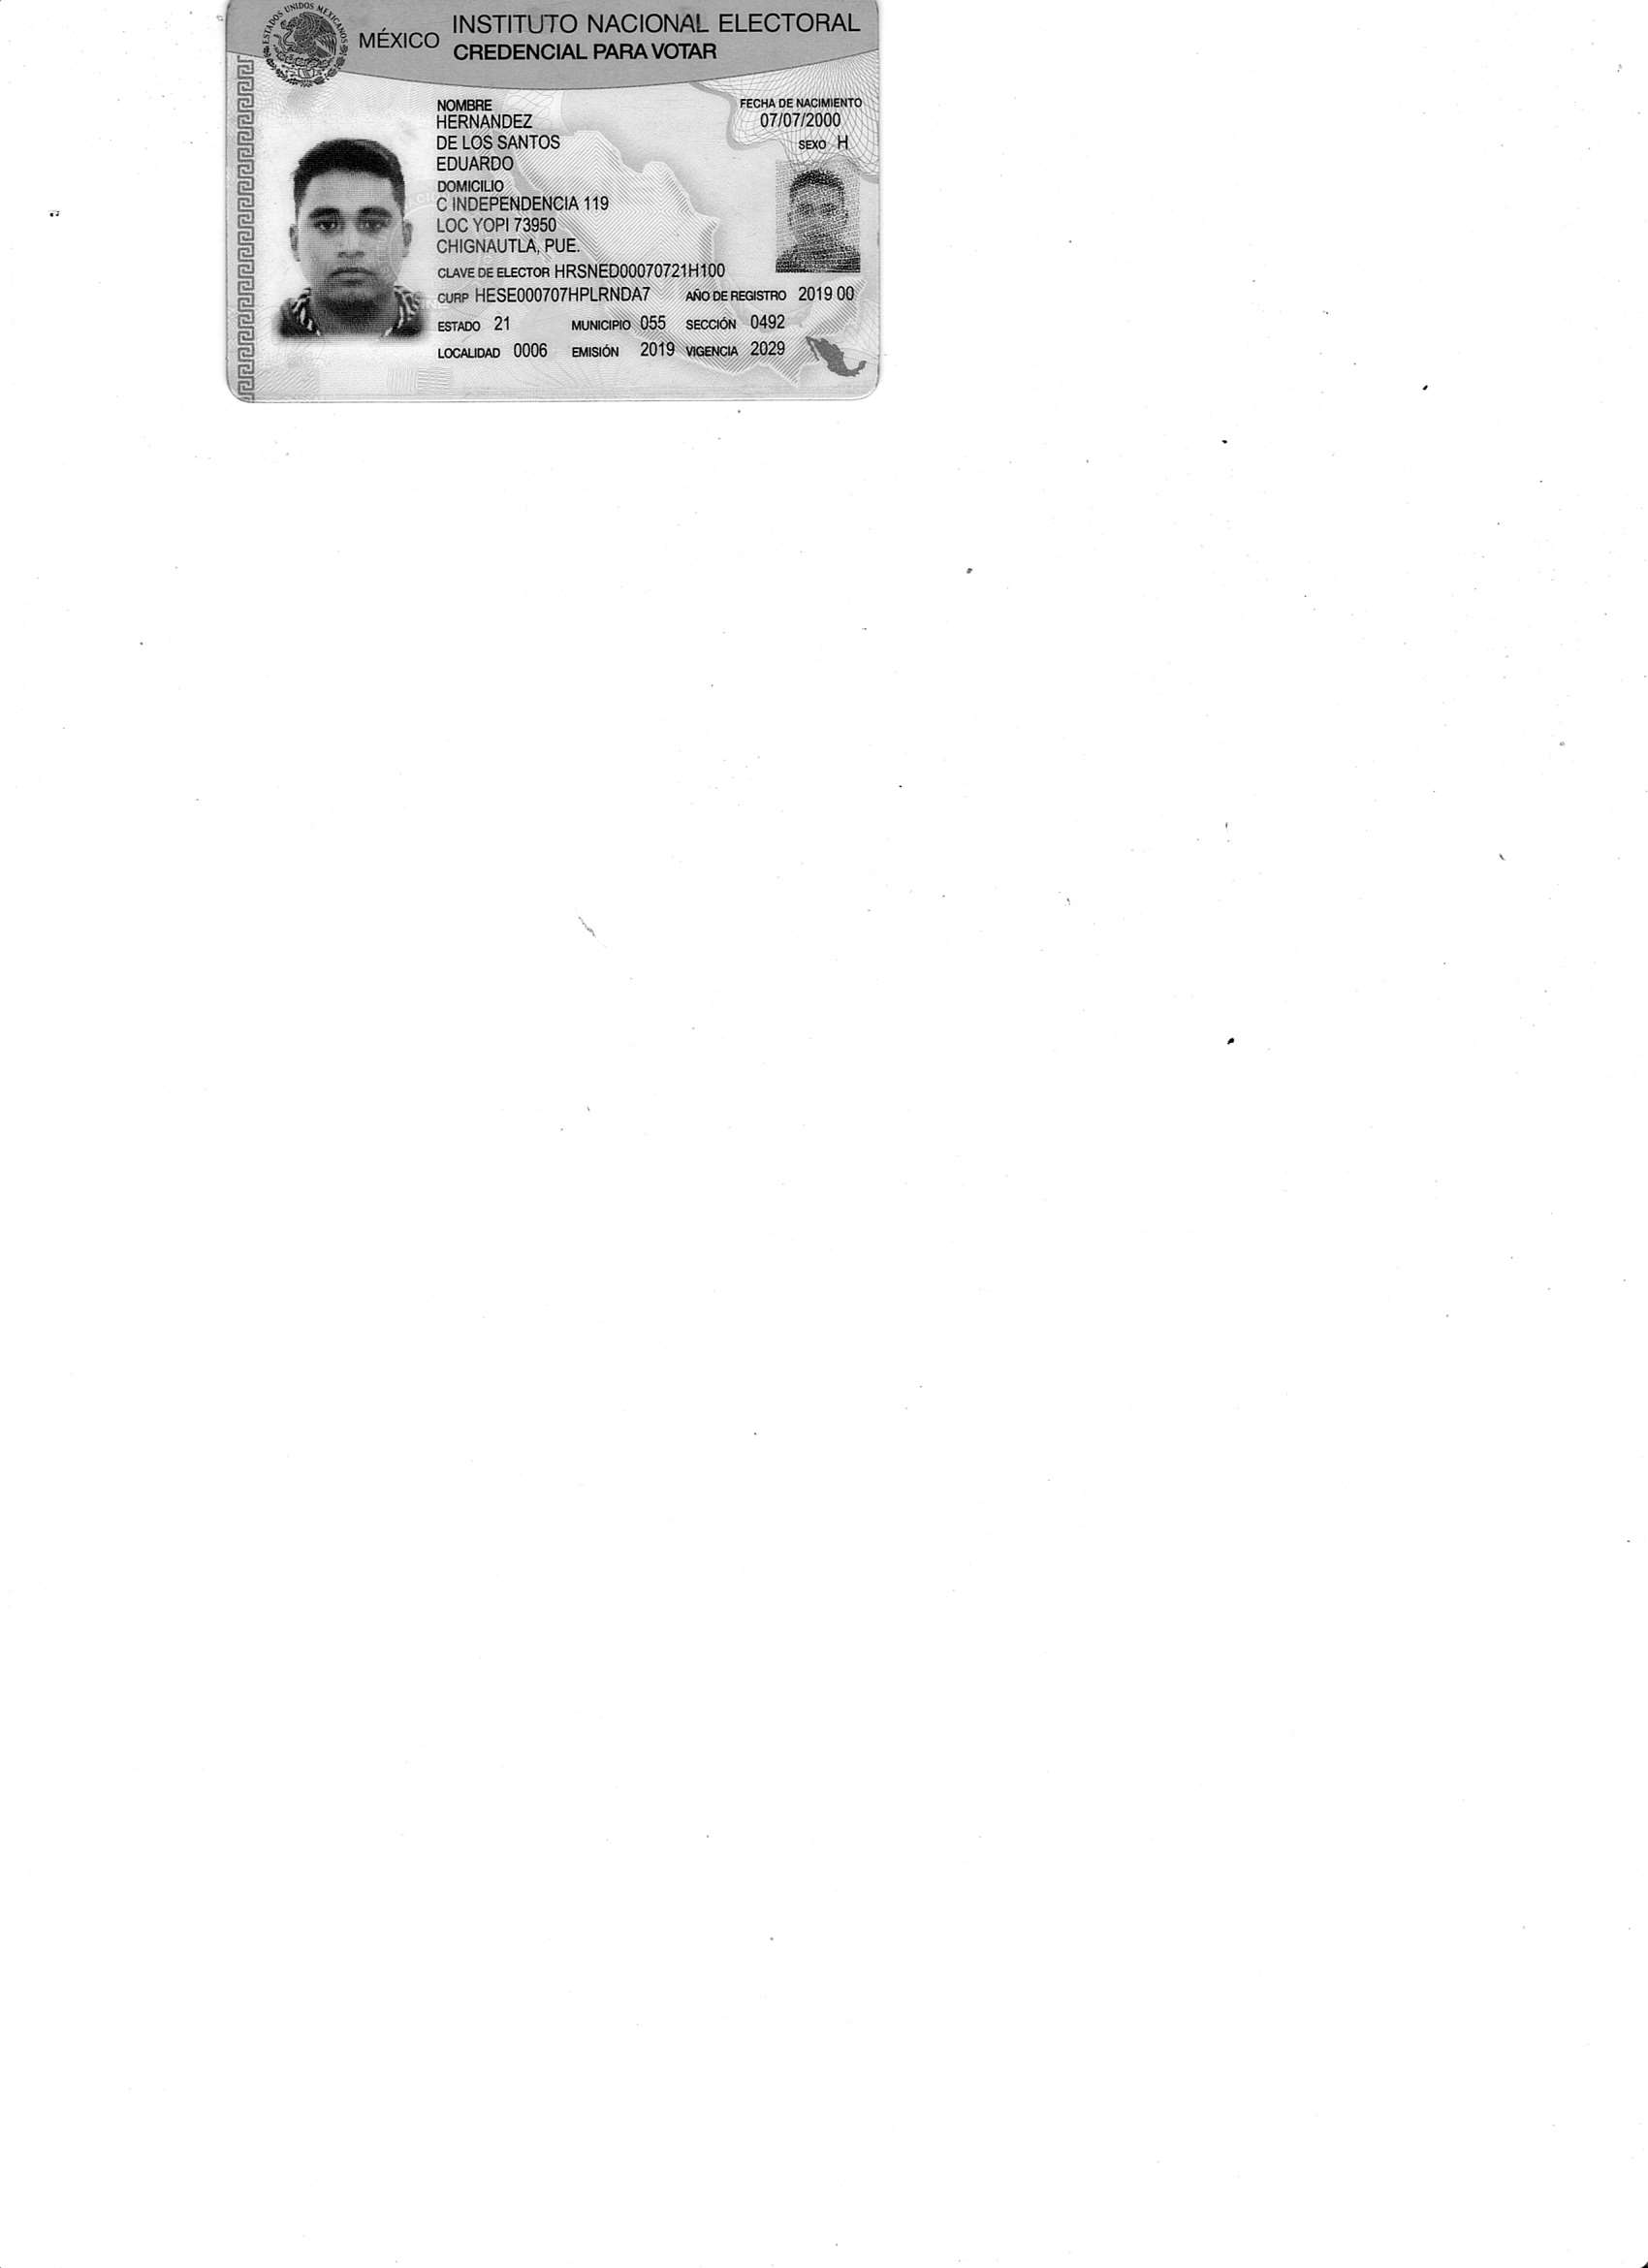 ESTADOS UNIDOS MEXICANOS
MÉXICO
INSTITUTO NACIONAL ELECTORAL
CREDENCIAL PARA VOTAR
NOMBRE
HERNANDEZ
DE LOS SANTOS
EDUARDO
FECHA DE NACIMIENTO
07/07/2000
SEXO H
DOMICILIO
C INDEPENDENCIA 119
LOC YOPI 73950
CHIGNAUTLA, PUE.
CLAVE DE ELECTOR HRSNED00070721H100
CURP HESE000707HPLRNDA7 AÑO DE REGISTRO 2019 00
ESTADO 21 MUNICIPIO 055 SECCIÓN 0492
LOCALIDAD 0006 EMISIÓN 2019 VIGENCIA 2029